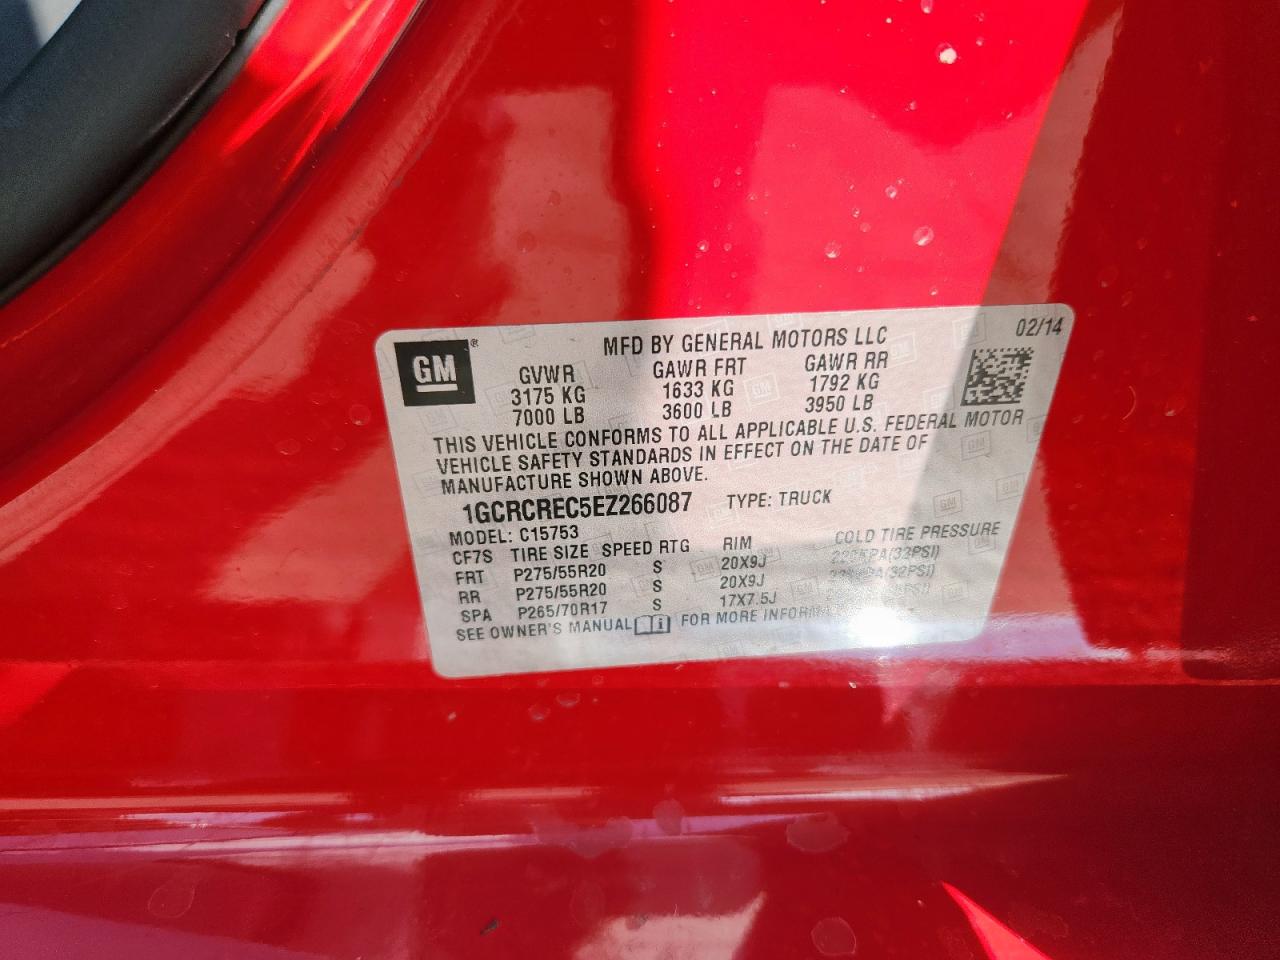 GM ®
MFD BY GENERAL MOTORS LLC 02/14
GVWR GAWR FRT GAWR RR
3175 KG 1633 KG 1792 KG
7000 LB 3600 LB 3950 LB
THIS VEHICLE CONFORMS TO ALL APPLICABLE U.S. FEDERAL MOTOR
VEHICLE SAFETY STANDARDS IN EFFECT ON THE DATE OF
MANUFACTURE SHOWN ABOVE.
1GCRCREC5EZ266087 TYPE: TRUCK
MODEL: C15753
CF7S TIRE SIZE SPEED RTG RIM COLD TIRE PRESSURE
FRT P275/55R20 S 20X9J
RR P275/55R20 S 20X9J
SPA P265/70R17 S 17X7.5J
SEE OWNER'S MANUAL FOR MORE